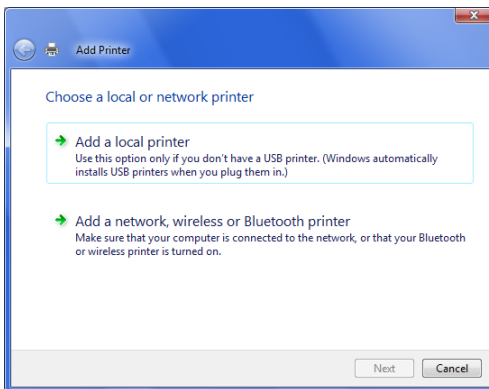 Add Printer
Choose a local or network printer
Add a local printer
Use this option only if you don't have a USB printer. (Windows automatically
installs USB printers when you plug them in.)
Add a network, wireless or Bluetooth printer
Make sure that your computer is connected to the network, or that your Bluetooth
or wireless printer is turned on.
Next Cancel